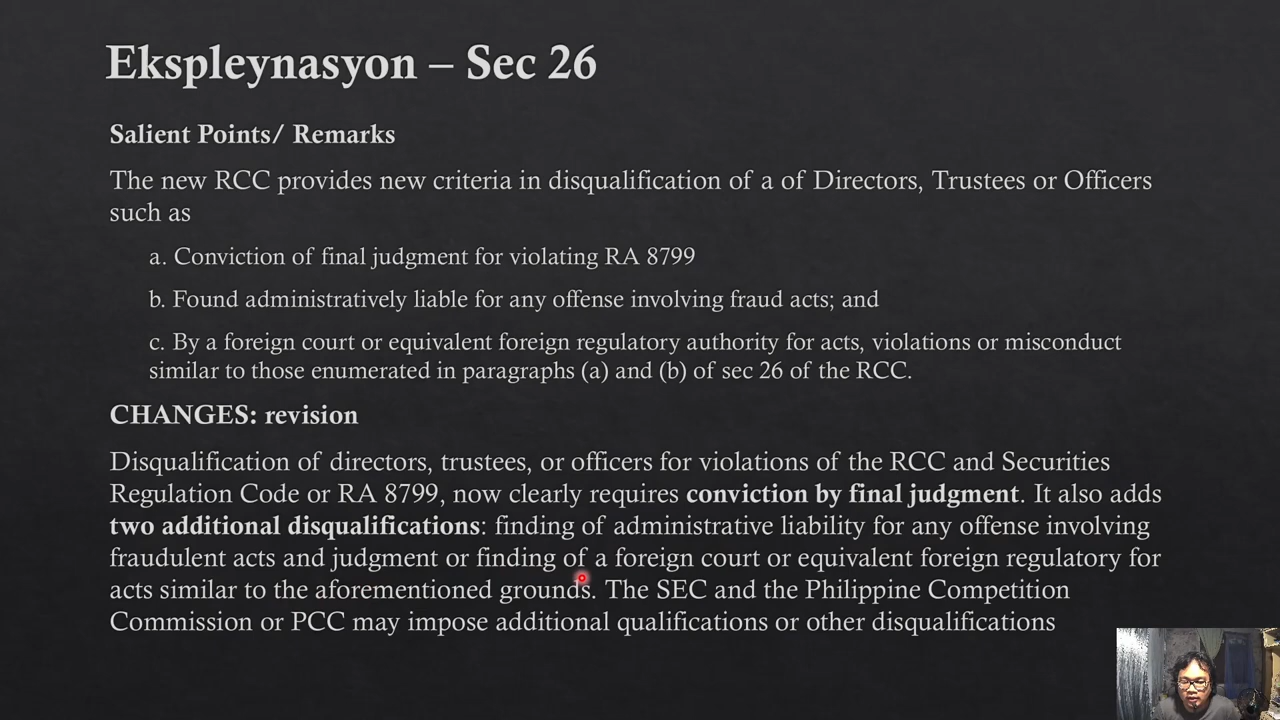 Ekspleynasyon – Sec 26
Salient Points/ Remarks
The new RCC provides new criteria in disqualification of a of Directors, Trustees or Officers
such as
a. Conviction of final judgment for violating RA 8799
b. Found administratively liable for any offense involving fraud acts; and
c. By a foreign court or equivalent foreign regulatory authority for acts, violations or misconduct
similar to those enumerated in paragraphs (a) and (b) of sec 26 of the RCC.
CHANGES: revision
Disqualification of directors, trustees, or officers for violations of the RCC and Securities
Regulation Code or RA 8799, now clearly requires conviction by final judgment. It also adds
two additional disqualifications: finding of administrative liability for any offense involving
fraudulent acts and judgment or finding of a foreign court or equivalent foreign regulatory for
acts similar to the aforementioned grounds. The SEC and the Philippine Competition
Commission or PCC may impose additional qualifications or other disqualifications